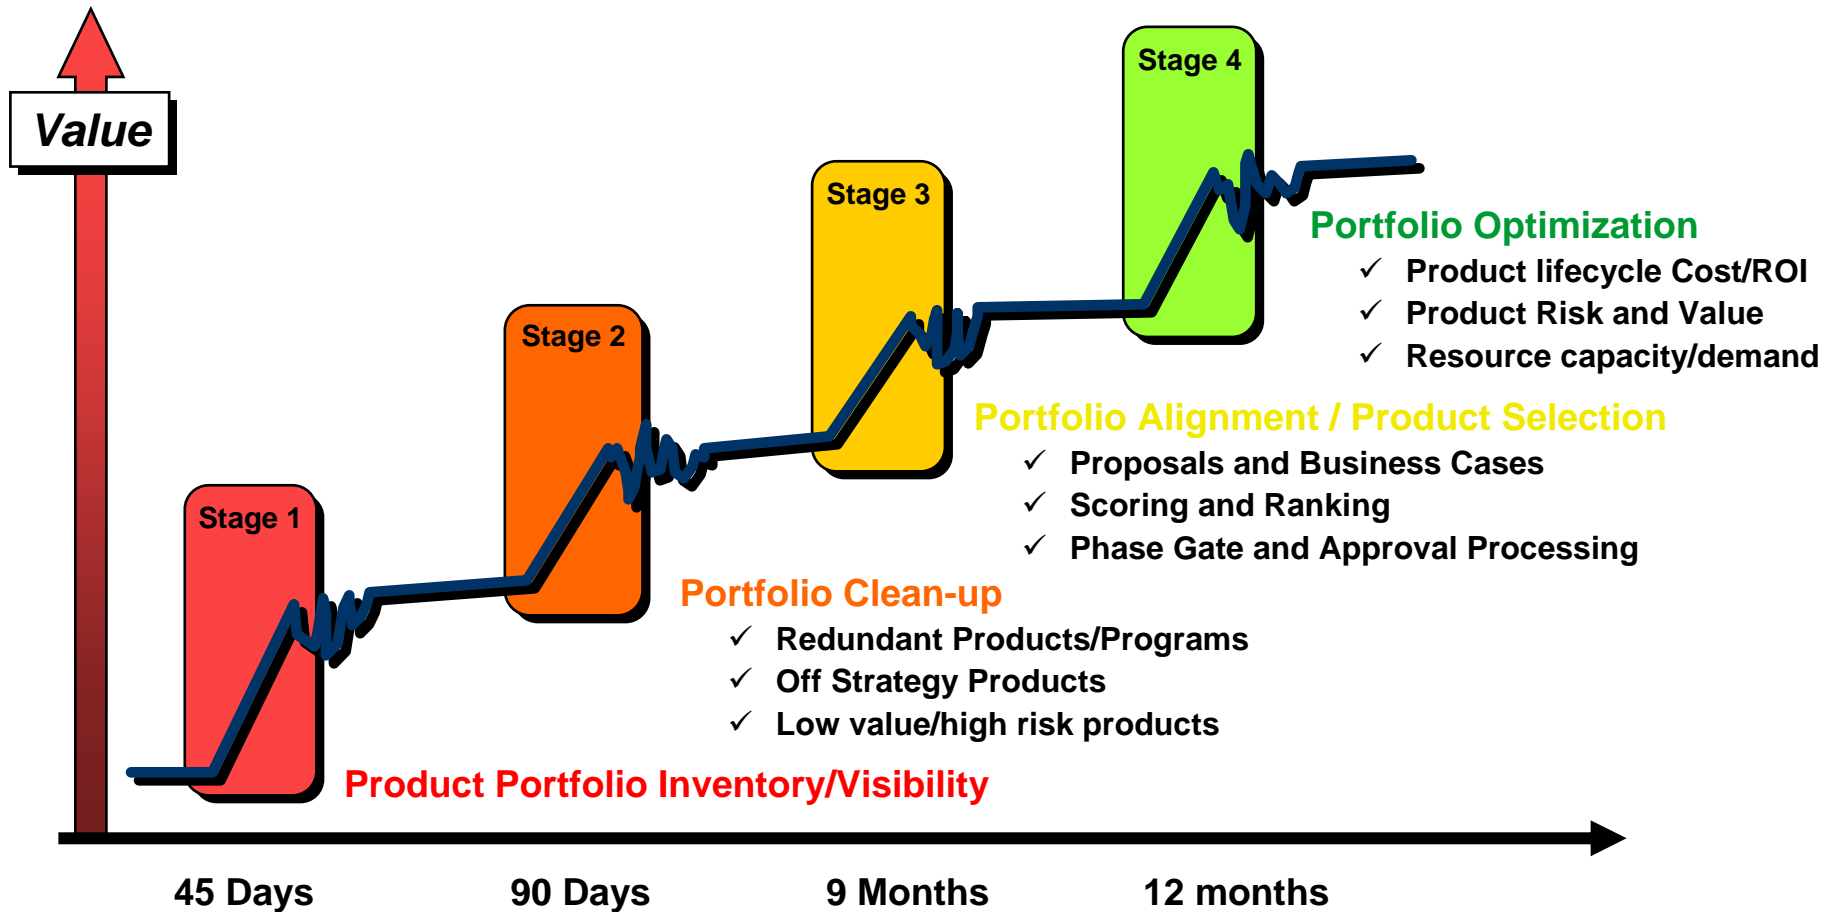 Value
Stage 4
Stage 3
Stage 2
Stage 1
Portfolio Optimization
✓ Product lifecycle Cost/ROI
✓ Product Risk and Value
✓ Resource capacity/demand
Portfolio Alignment / Product Selection
✓ Proposals and Business Cases
✓ Scoring and Ranking
✓ Phase Gate and Approval Processing
Portfolio Clean-up
✓ Redundant Products/Programs
✓ Off Strategy Products
✓ Low value/high risk products
Product Portfolio Inventory/Visibility
45 Days
90 Days
9 Months
12 months